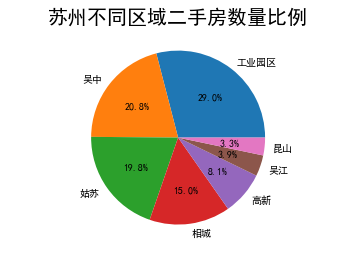 苏州不同区域二手房数量比例
工业园区
29.0%
吴中
20.8%
姑苏
19.8%
相城
15.0%
高新
8.1%
吴江
3.9%
昆山
3.3%